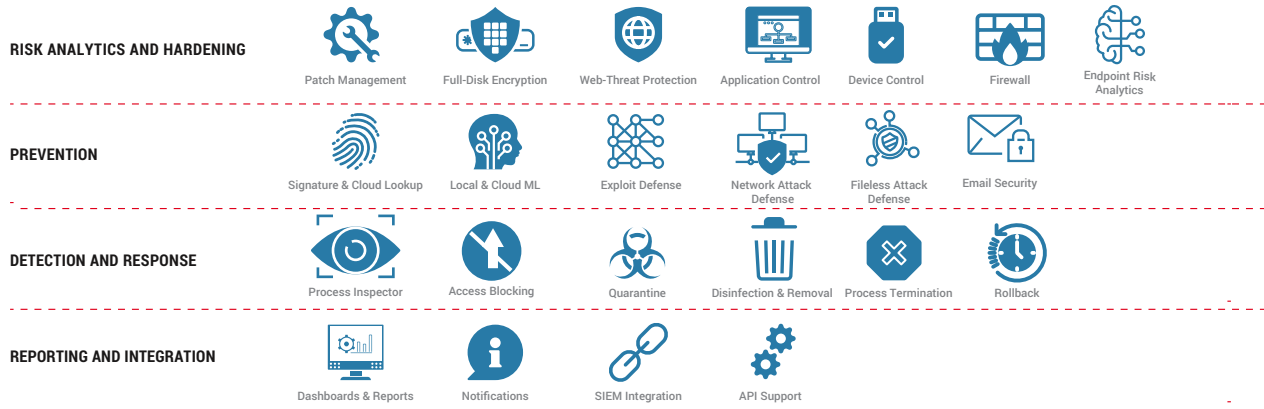 RISK ANALYTICS AND HARDENING
Patch Management
Full-Disk Encryption
Web-Threat Protection
Application Control
Device Control
Firewall
Endpoint Risk
Analytics
PREVENTION
Signature & Cloud Lookup
Local & Cloud ML
Exploit Defense
Network Attack
Defense
Fileless Attack
Defense
Email Security
DETECTION AND RESPONSE
Process Inspector
Access Blocking
Quarantine
Disinfection & Removal
Process Termination
Rollback
REPORTING AND INTEGRATION
Dashboards & Reports
Notifications
SIEM Integration
API Support